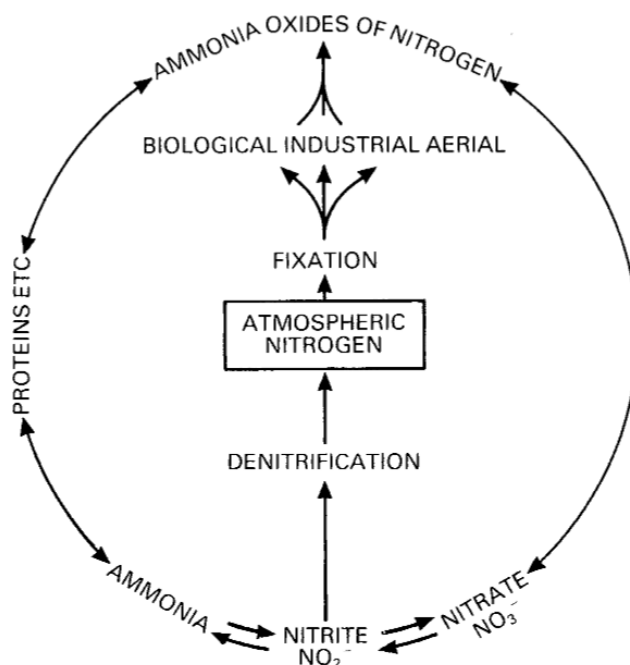 AMMONIA OXIDES OF NITROGEN
BIOLOGICAL INDUSTRIAL AERIAL
FIXATION
ATMOSPHERIC
NITROGEN
PROTEINS ETC
DENITRIFICATION
AMMONIA
NITRITE
NO₂⁻
NITRATE
NO₃⁻